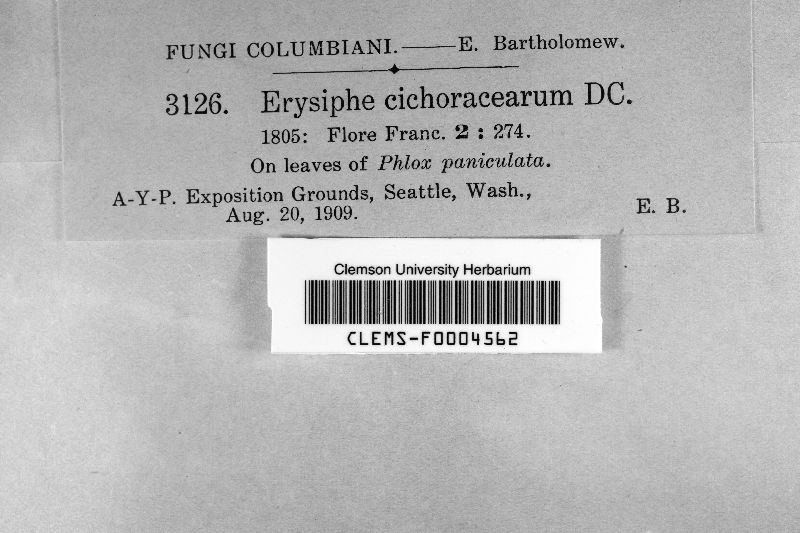 FUNGI COLUMBIANI.——E. Bartholomew.
3126. Erysiphe cichoracearum DC.
1805: Flore Franc. 2 : 274.
On leaves of Phlox paniculata.
A-Y-P. Exposition Grounds, Seattle, Wash.,
Aug. 20, 1909. E. B.
Clemson University Herbarium
CLEMS-F0004562